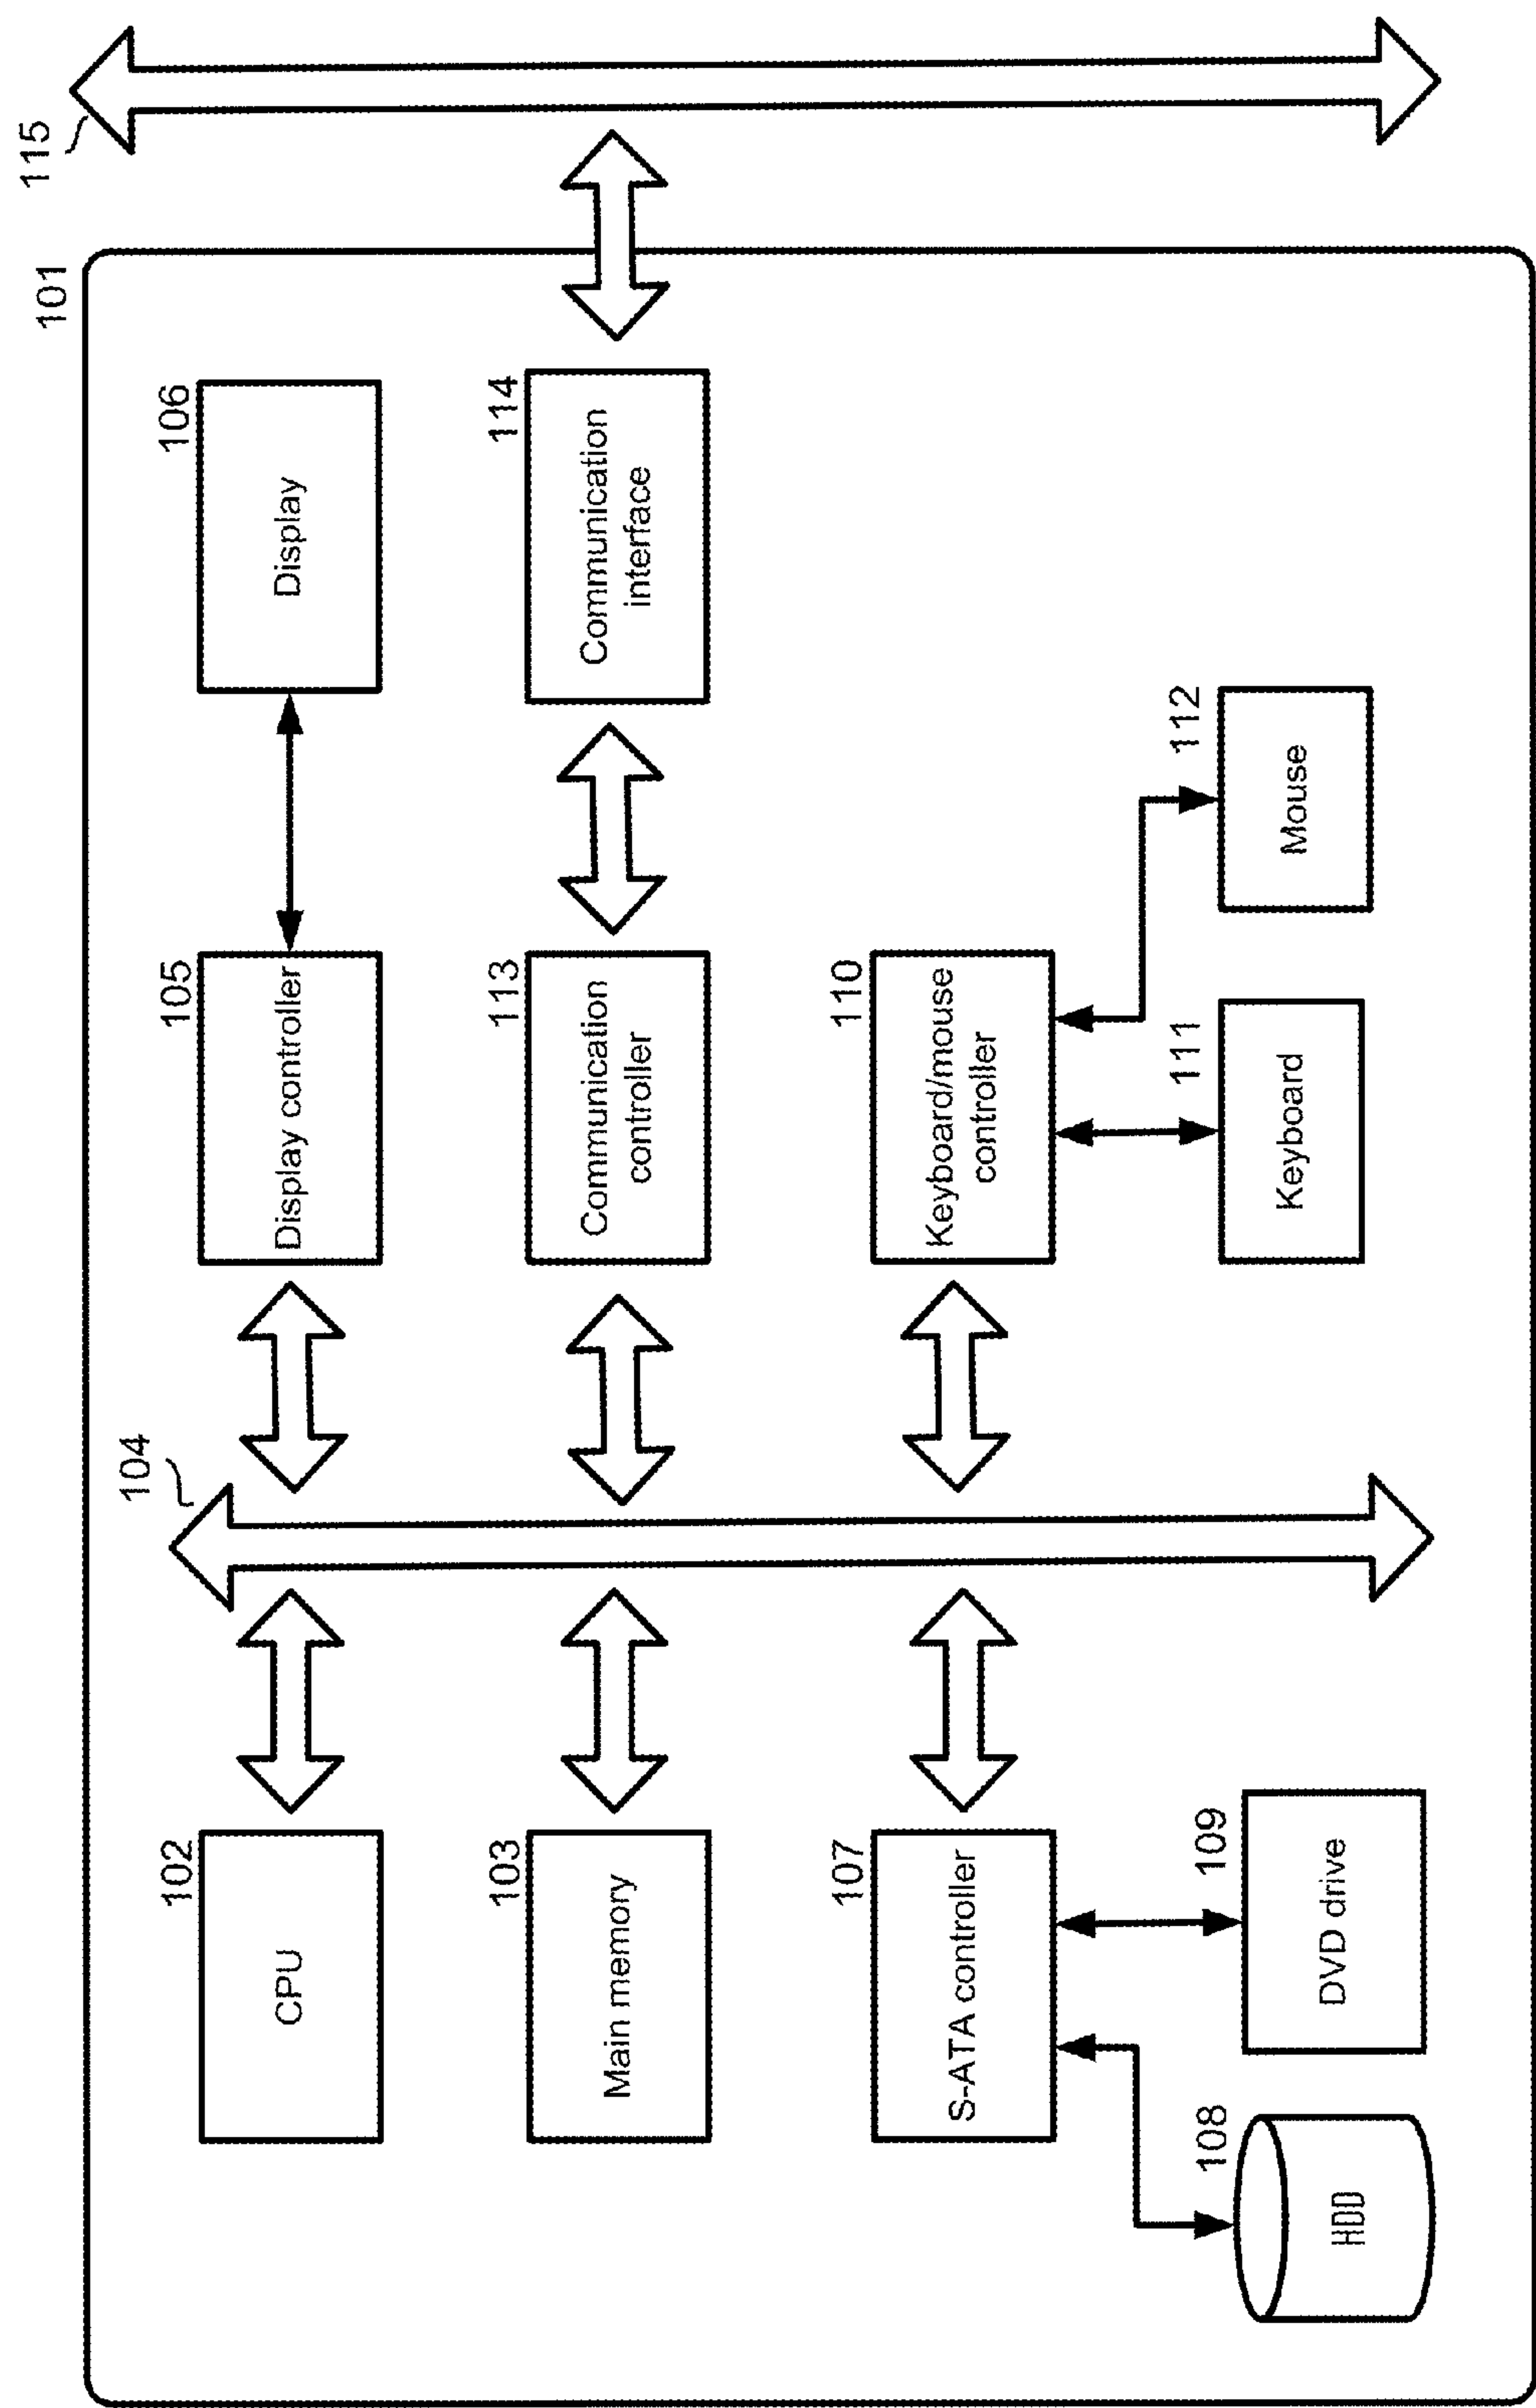 101
115
102
CPU
104
105
Display controller
106
Display
103
Main memory
113
Communication
controller
114
Communication
interface
107
S-ATA controller
110
Keyboard/mouse
controller
108
HDD
109
DVD drive
111
Keyboard
112
Mouse